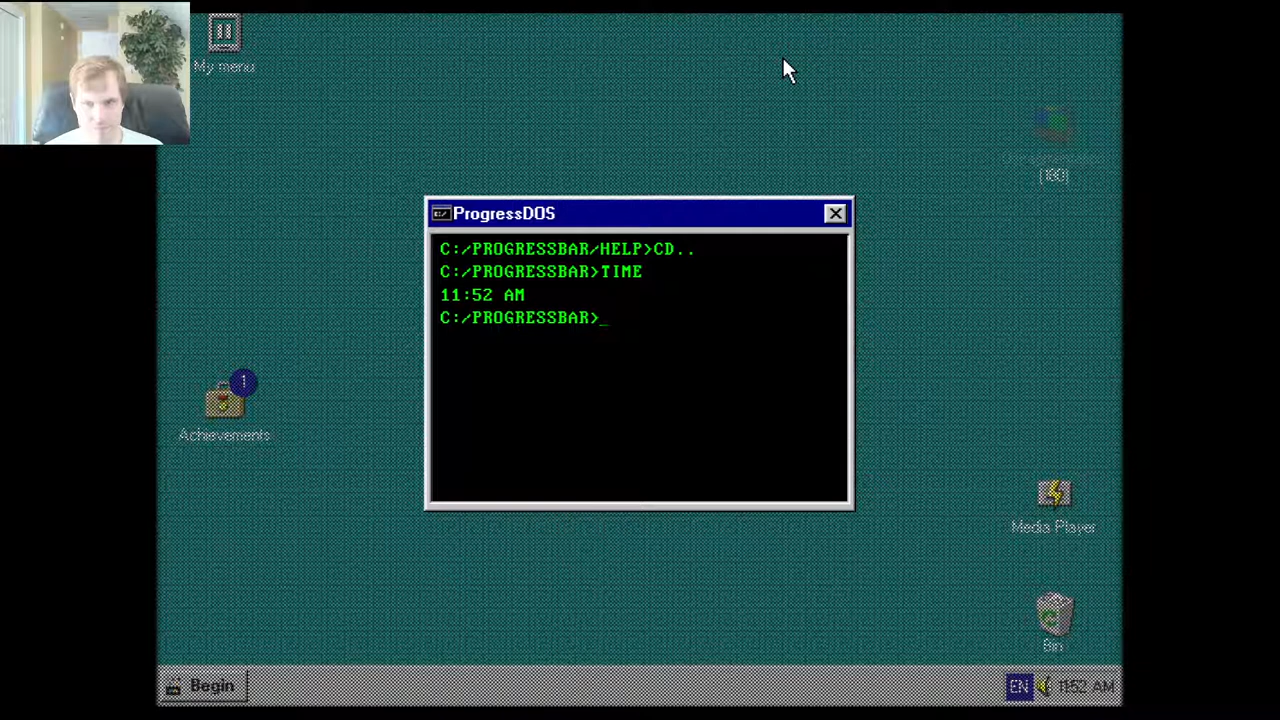 My menu
(180)
ProgressDOS
C:/PROGRESSBAR/HELP>CD..
C:/PROGRESSBAR>TIME
11:52 AM
C:/PROGRESSBAR>_
1
Achievements
Media Player
Bin
Begin
EN
11:52 AM